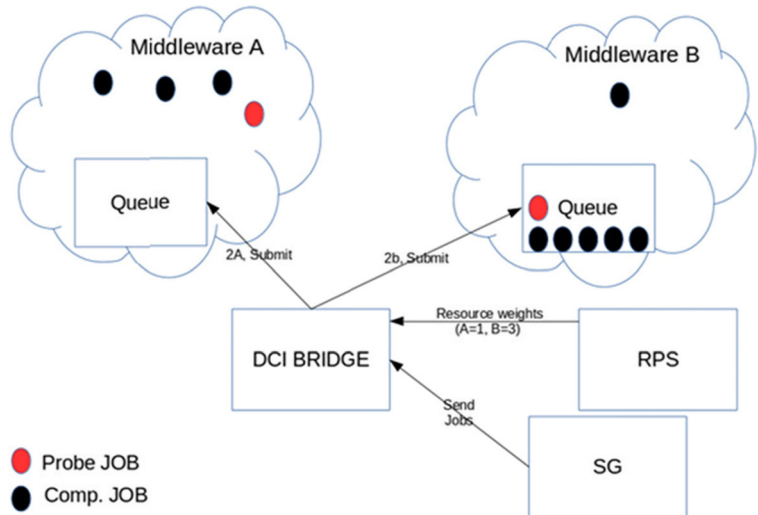 Middleware A
Middleware B
Queue
Queue
2A, Submit
2b, Submit
Resource weights
(A=1, B=3)
DCI BRIDGE
RPS
Send
Jobs
SG
Probe JOB
Comp. JOB